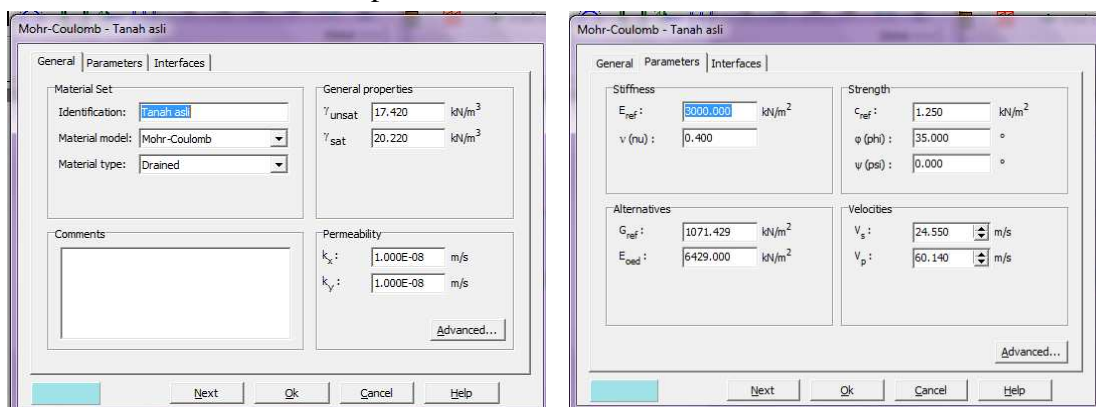 Mohr-Coulomb - Tanah asli
General Parameters Interfaces
Material Set
Identification: Tanah asli
Material model: Mohr-Coulomb
Material type: Drained
General properties
γunsat 17.420 kN/m³
γsat 20.220 kN/m³
Comments
Permeability
kx: 1.000E-08 m/s
ky: 1.000E-08 m/s
Advanced...
Next Ok Cancel Help
Mohr-Coulomb - Tanah asli
General Parameters Interfaces
Stiffness
Eref: 3000.000 kN/m²
ν (nu) : 0.400
Strength
cref: 1.250 kN/m²
φ (phi) : 35.000 °
ψ (psi) : 0.000 °
Alternatives
Gref: 1071.429 kN/m²
Eoed: 6429.000 kN/m²
Velocities
Vs: 24.550 m/s
Vp: 60.140 m/s
Advanced...
Next Ok Cancel Help